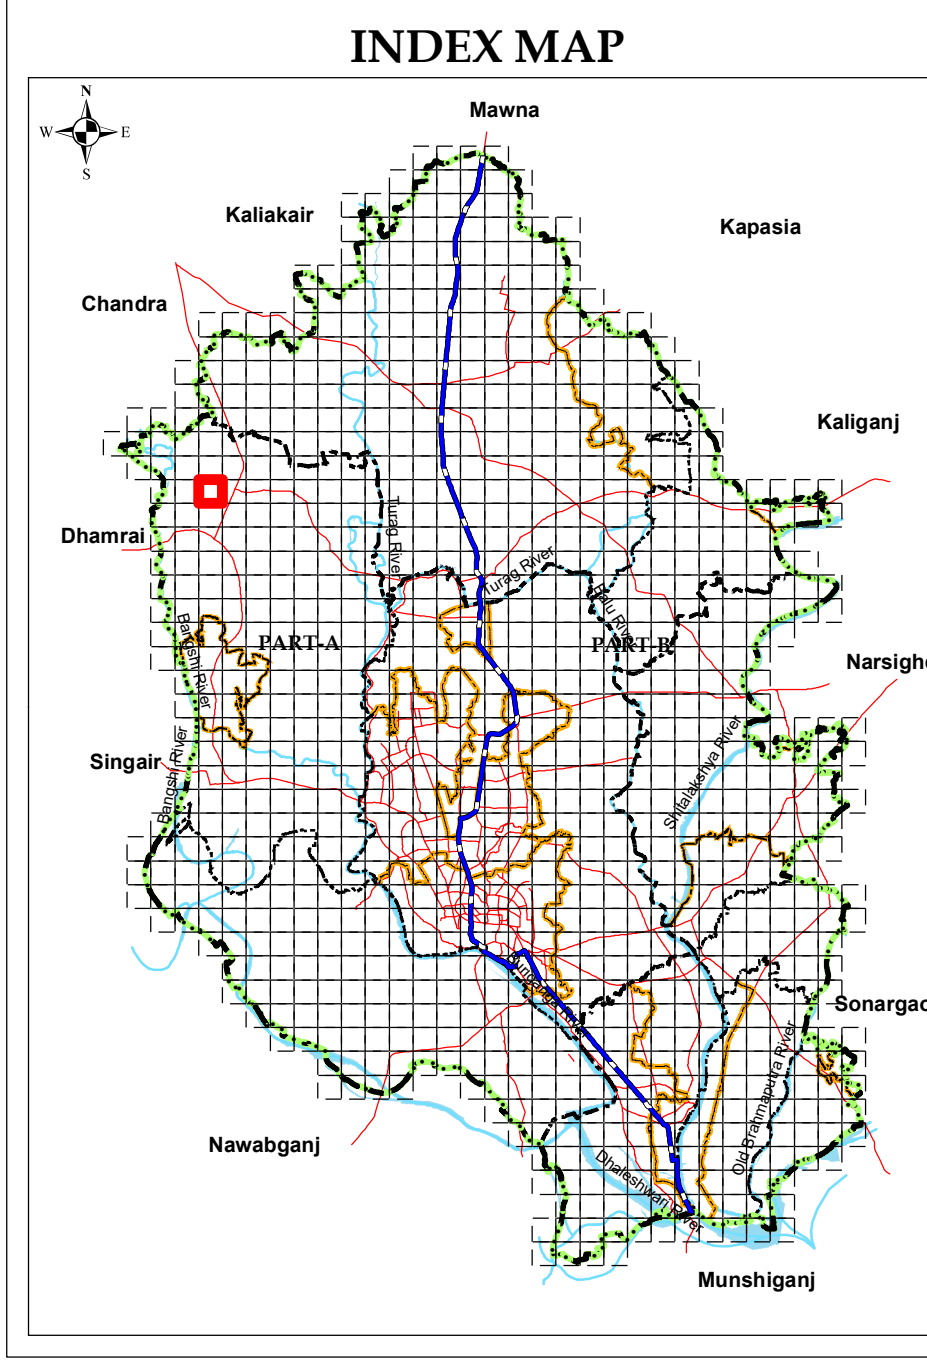 INDEX MAP
N
W E
S
Mawna
Kaliakair
Kapasia
Chandra
Kaliganj
Dhamrai
Turag River
Turag River
Balu River
Bangshi River
PART-A
PART-B
Narsighd
Shitalakshya River
Singair
Bangshi River
Buriganga River
Sonargao
Old Brahmaputra River
Nawabganj
Dhaleshwari River
Munshiganj